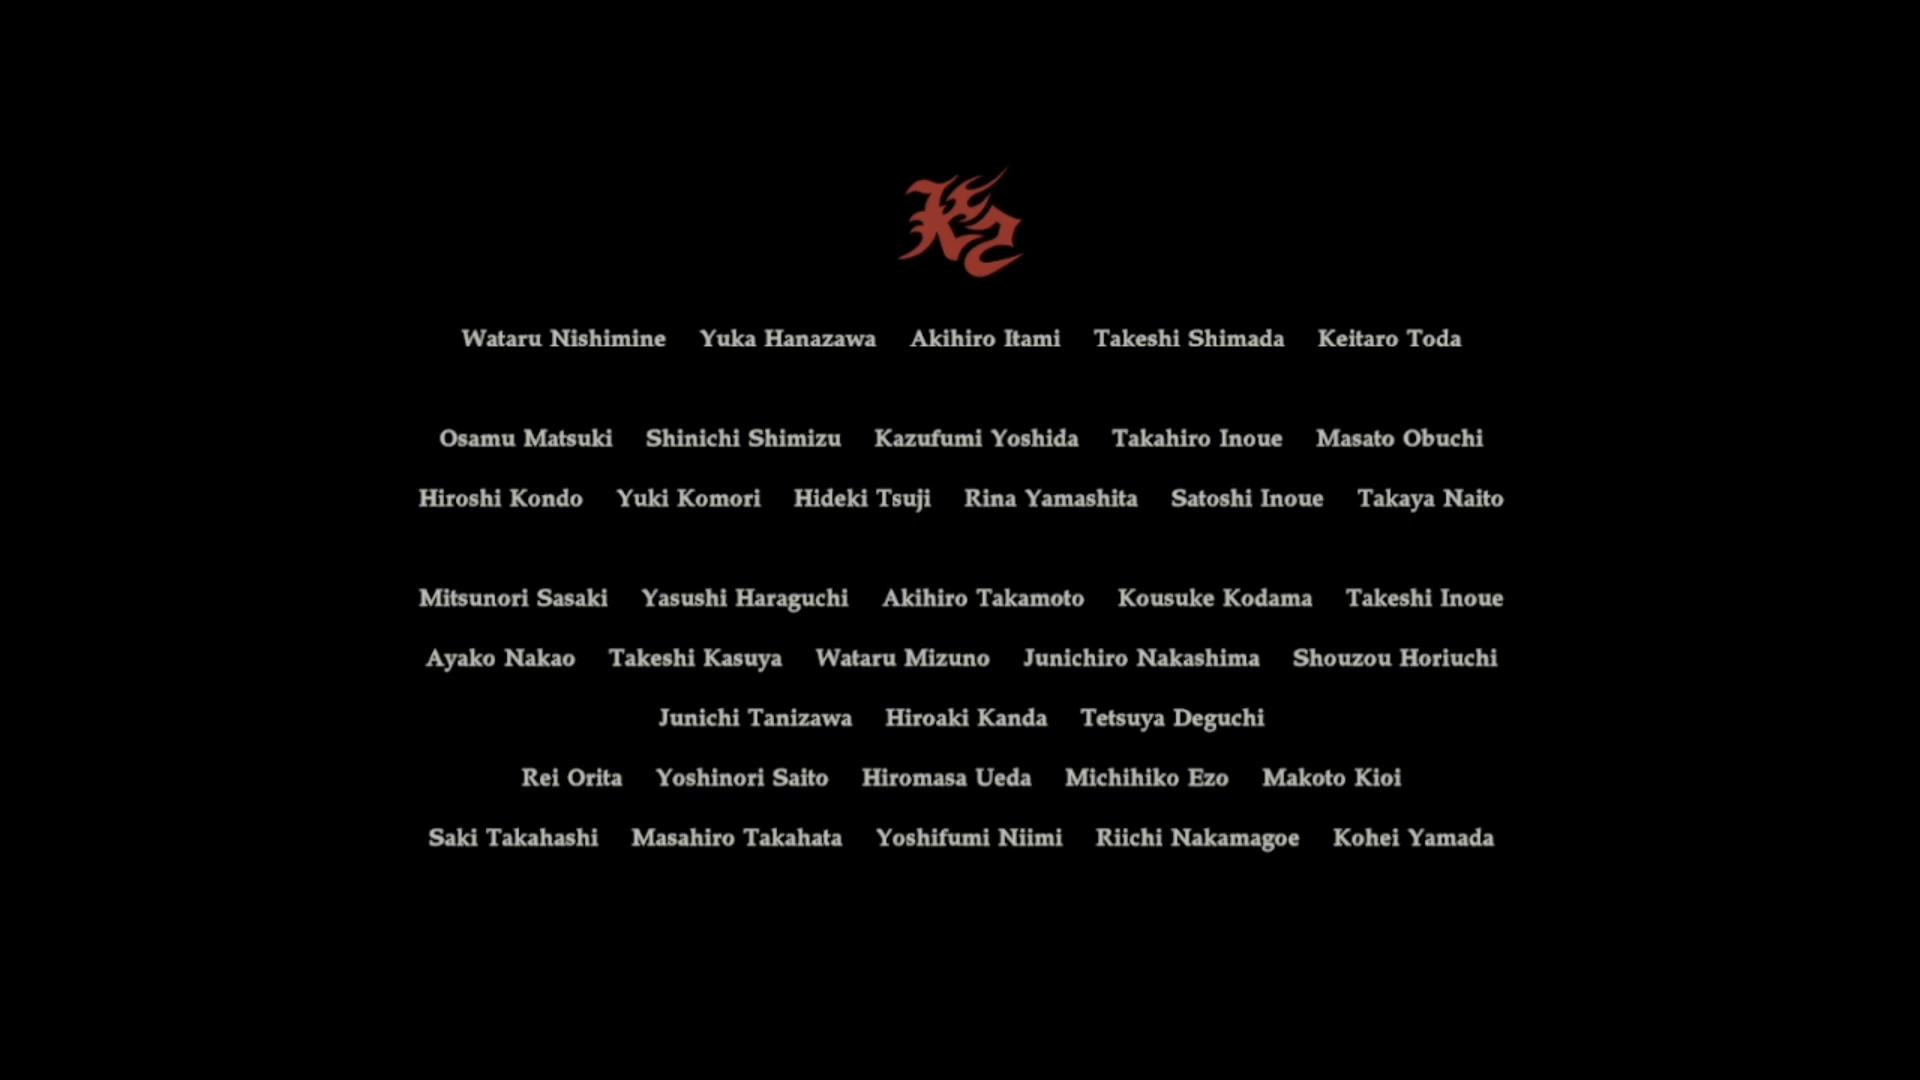 K2
Wataru Nishimine Yuka Hanazawa Akihiro Itami Takeshi Shimada Keitaro Toda
Osamu Matsuki Shinichi Shimizu Kazufumi Yoshida Takahiro Inoue Masato Obuchi
Hiroshi Kondo Yuki Komori Hideki Tsuji Rina Yamashita Satoshi Inoue Takaya Naito
Mitsunori Sasaki Yasushi Haraguchi Akihiro Takamoto Kousuke Kodama Takeshi Inoue
Ayako Nakao Takeshi Kasuya Wataru Mizuno Junichiro Nakashima Shouzou Horiuchi
Junichi Tanizawa Hiroaki Kanda Tetsuya Deguchi
Rei Orita Yoshinori Saito Hiromasa Ueda Michihiko Ezo Makoto Kioi
Saki Takahashi Masahiro Takahata Yoshifumi Niimi Riichi Nakamagoe Kohei Yamada